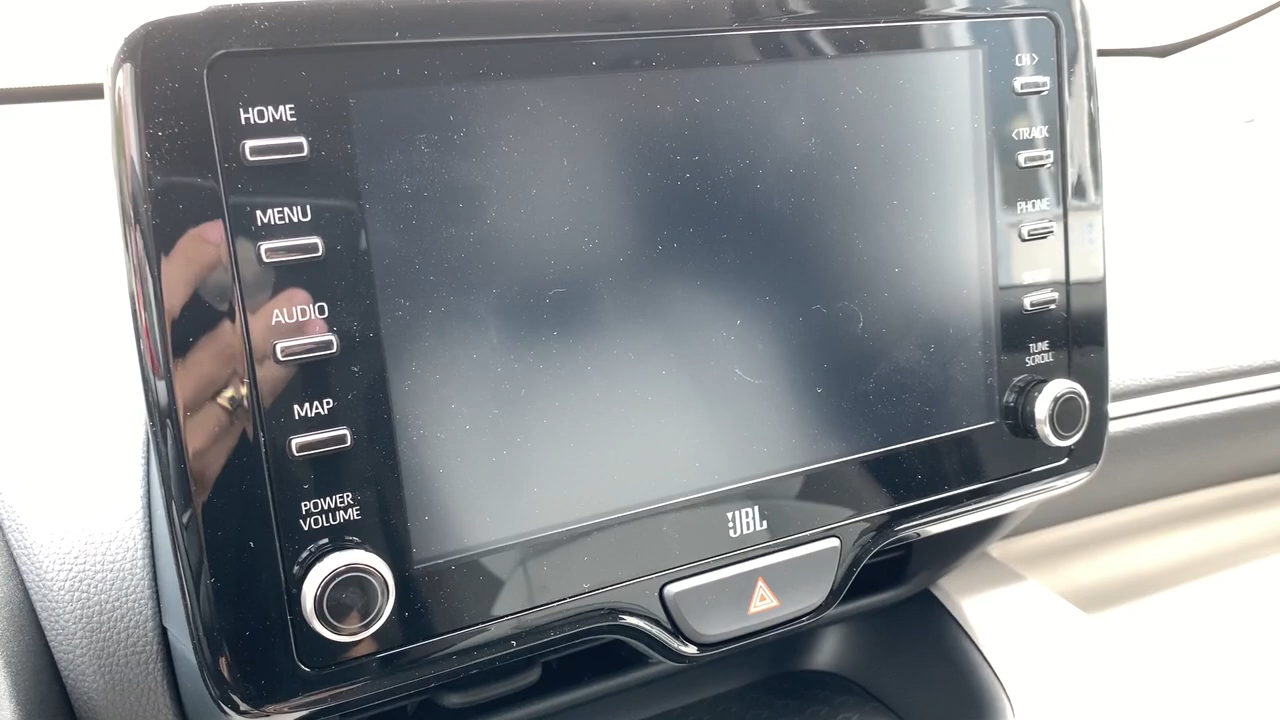 HOME
MENU
AUDIO
MAP
POWER
VOLUME
CH >
< TRACK
PHONE
TUNE
SCROLL
JBL